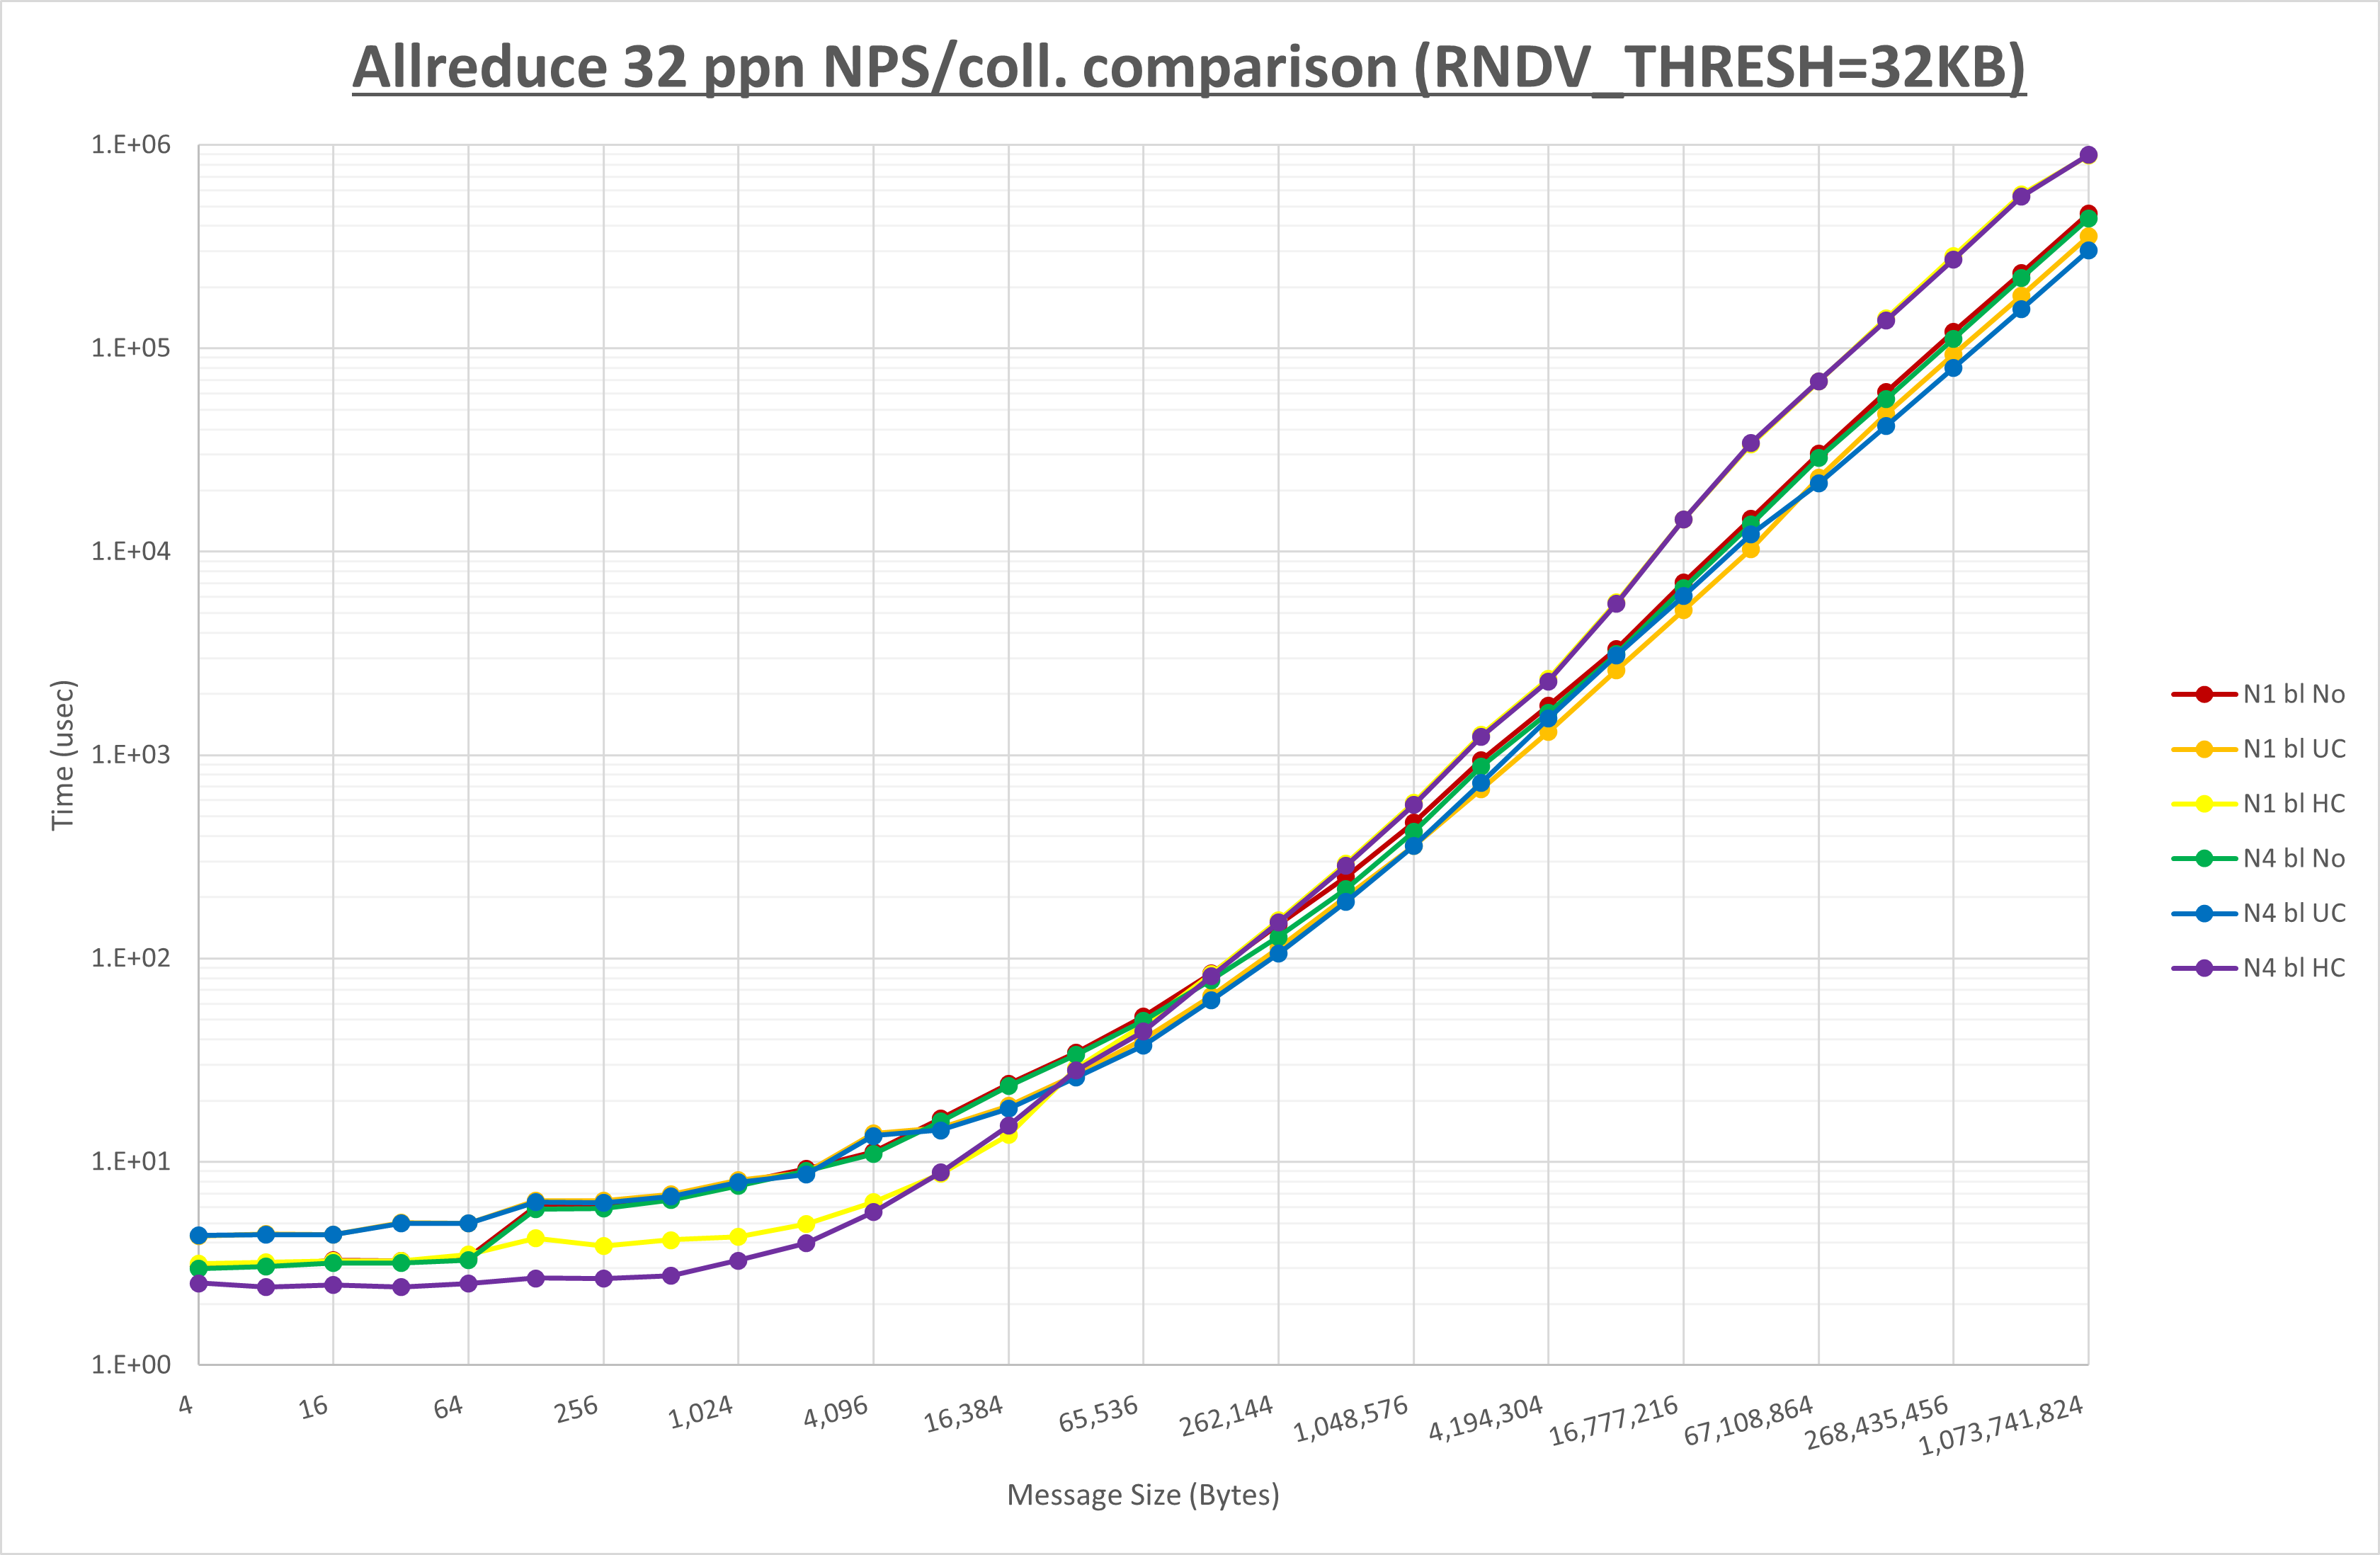 Allreduce 32 ppn NPS/coll. comparison (RNDV_THRESH=32KB)
1.E+06
1.E+05
1.E+04
1.E+03
1.E+02
1.E+01
1.E+00
Time (usec)
4
16
64
256
1,024
4,096
16,384
65,536
262,144
1,048,576
4,194,304
16,777,216
67,108,864
268,435,456
1,073,741,824
Message Size (Bytes)
N1 bl No
N1 bl UC
N1 bl HC
N4 bl No
N4 bl UC
N4 bl HC